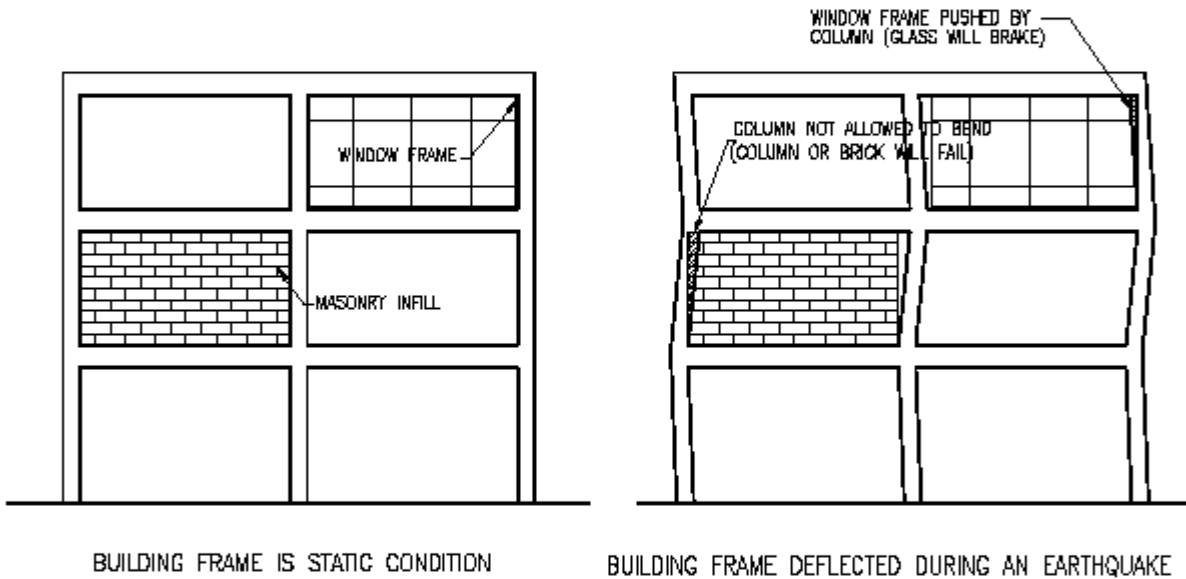 WINDOW FRAME PUSHED BY
COLUMN (GLASS WILL BRAKE)
WINDOW FRAME
COLUMN NOT ALLOWED TO BEND
(COLUMN OR BRICK WILL FAIL)
MASONRY INFILL
BUILDING FRAME IS STATIC CONDITION
BUILDING FRAME DEFLECTED DURING AN EARTHQUAKE